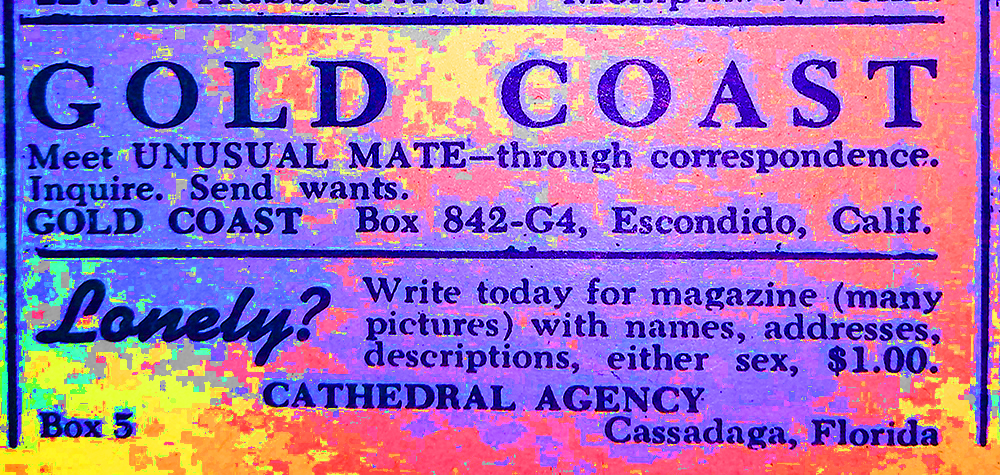 GOLD COAST
Meet UNUSUAL MATE—through correspondence.
Inquire. Send wants.
GOLD COAST Box 842-G4, Escondido, Calif.
Lonely? Write today for magazine (many
pictures) with names, addresses,
descriptions, either sex, $1.00.
CATHEDRAL AGENCY
Box 5 Cassadaga, Florida